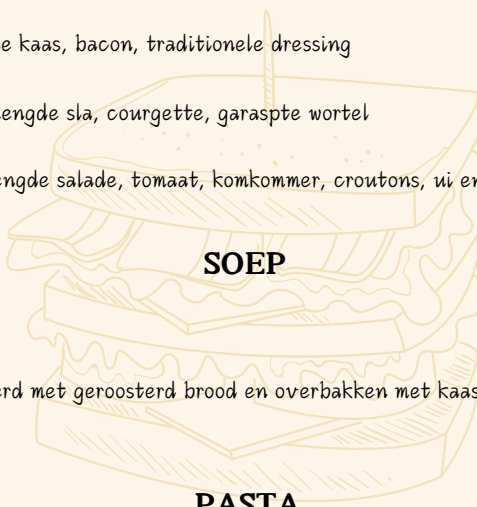 e kaas, bacon, traditionele dressing
engde sla, courgette, garaspte wortel
engde salade, tomaat, komkommer, croutons, ui en
SOEP
erd met geroosterd brood en overbakken met kaas
PASTA